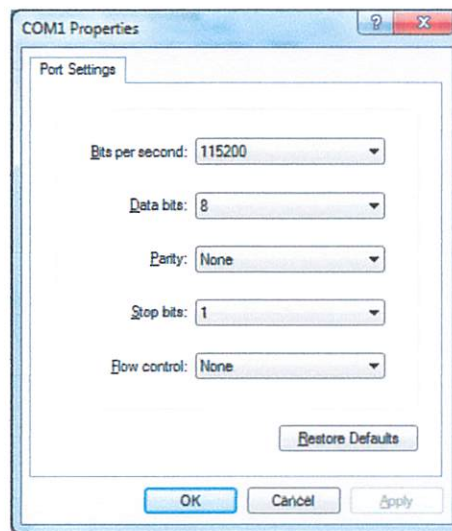 COM1 Properties
Port Settings
Bits per second: 115200
Data bits: 8
Parity: None
Stop bits: 1
Flow control: None
Restore Defaults
OK Cancel Apply